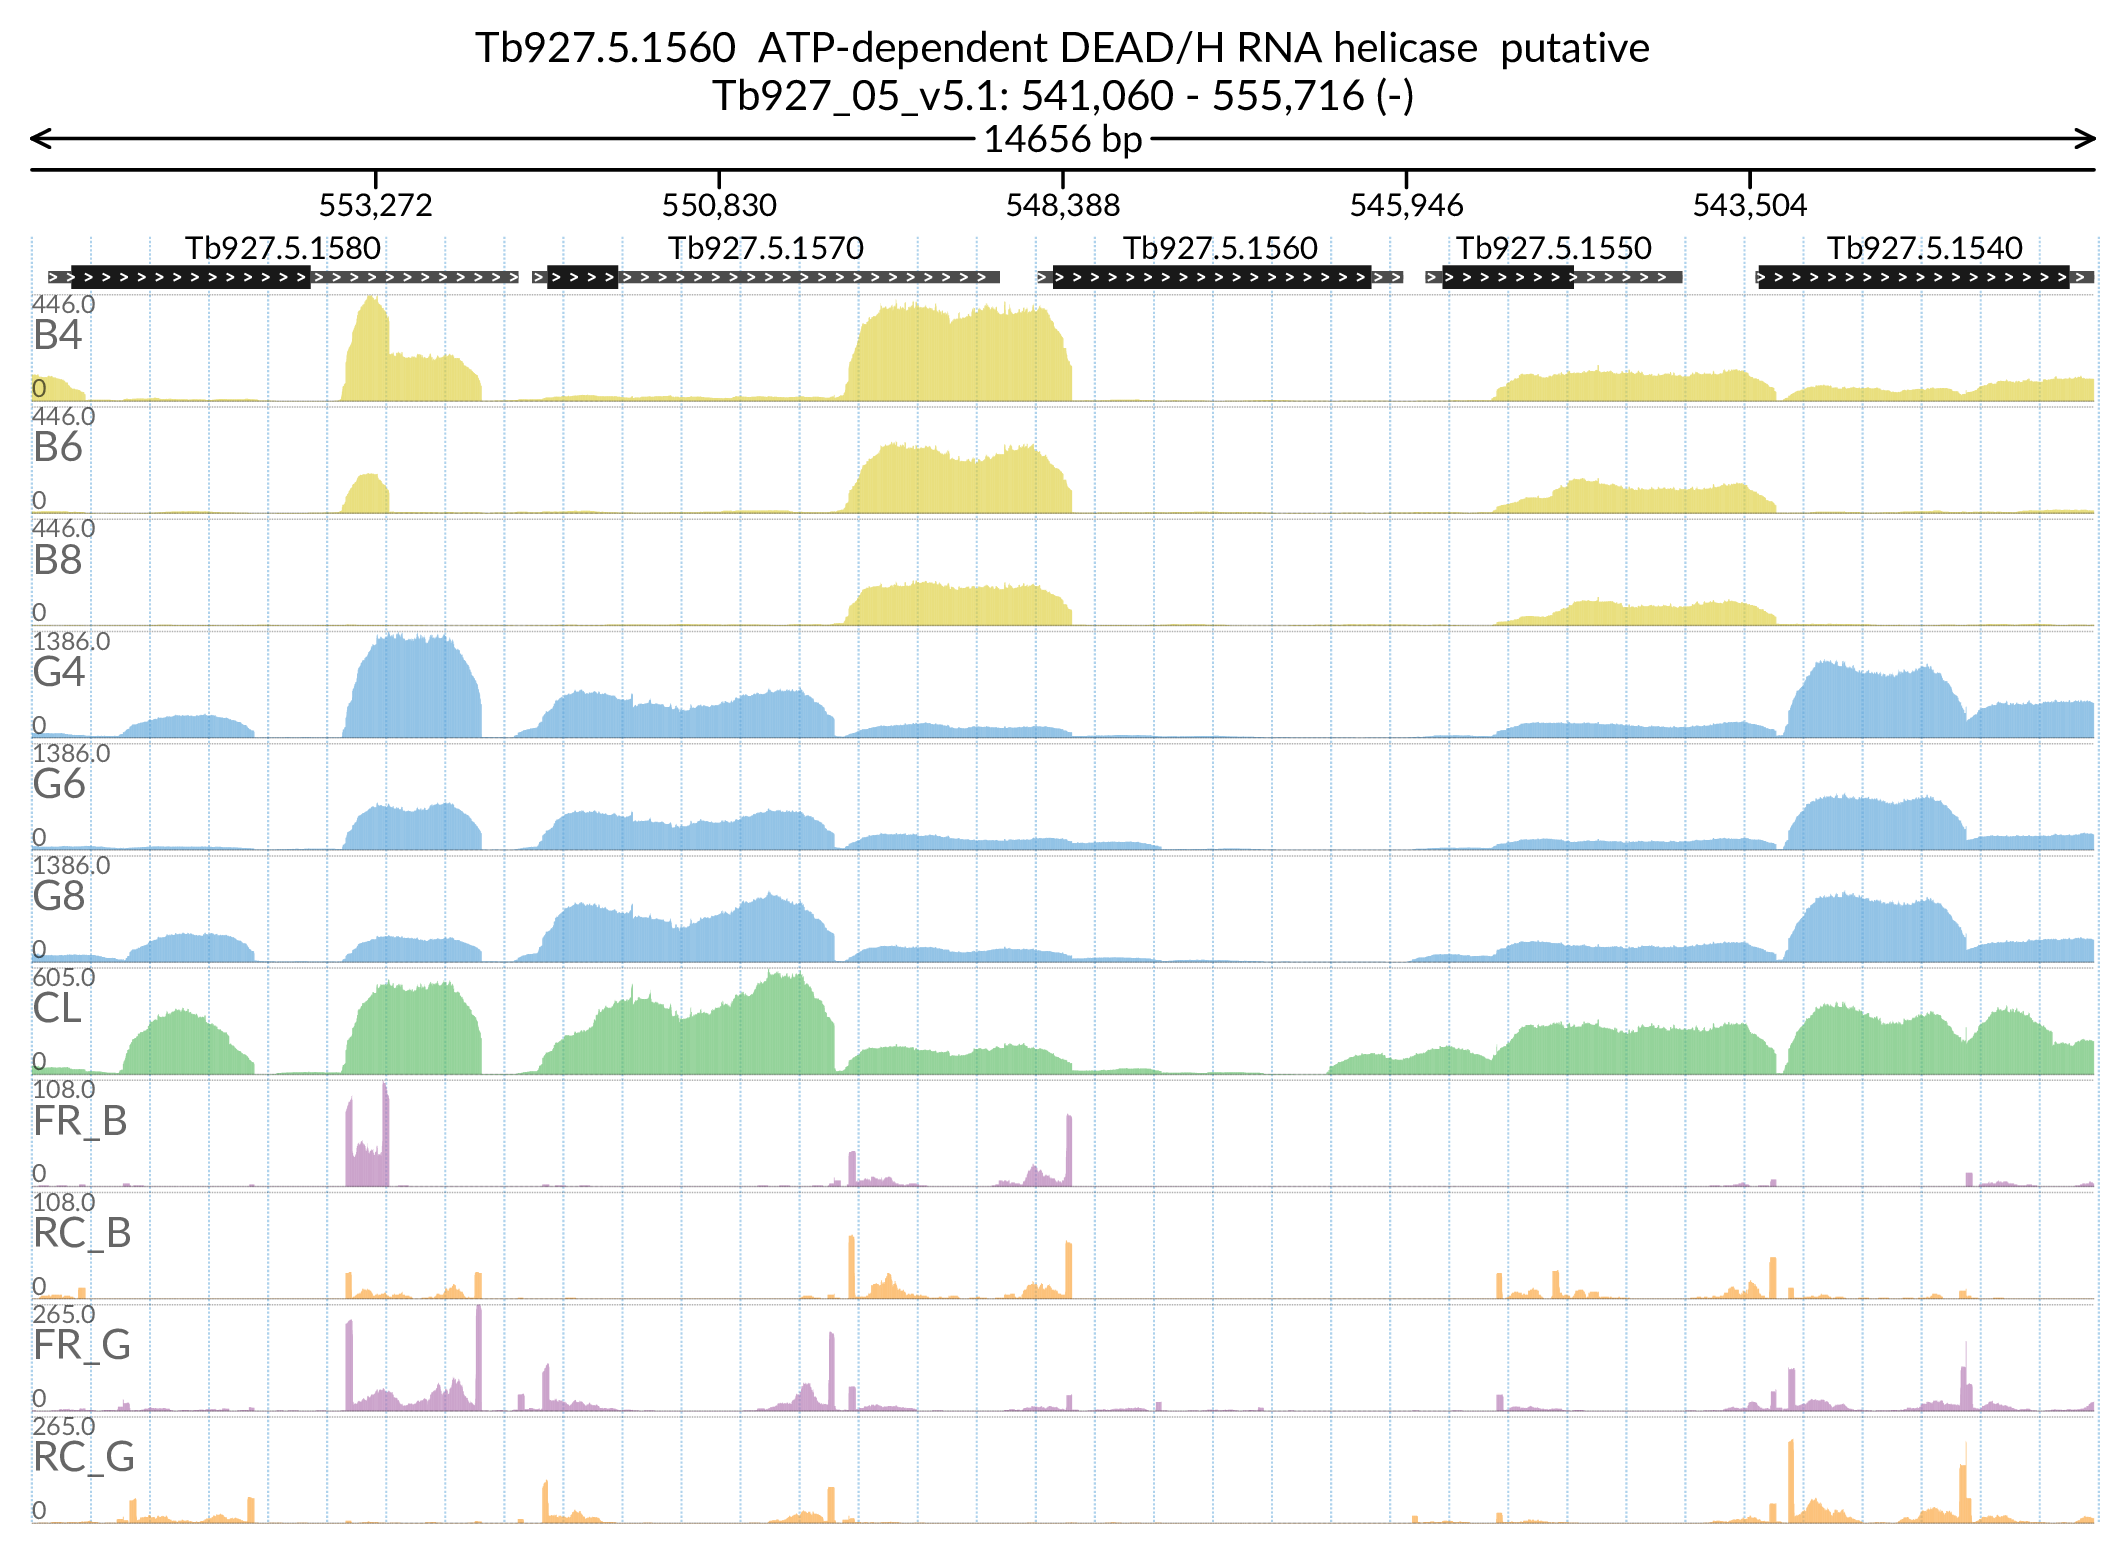 Tb927.5.1560  ATP-dependent DEAD/H RNA helicase  putative
Tb927_05_v5.1: 541,060 - 555,716 (-)
14656 bp
553,272 550,830 548,388 545,946 543,504
Tb927.5.1580 Tb927.5.1570 Tb927.5.1560 Tb927.5.1550 Tb927.5.1540
446.0
B4
0
446.0
B6
0
446.0
B8
0
1386.0
G4
0
1386.0
G6
0
1386.0
G8
0
605.0
CL
0
108.0
FR_B
0
108.0
RC_B
0
265.0
FR_G
0
265.0
RC_G
0